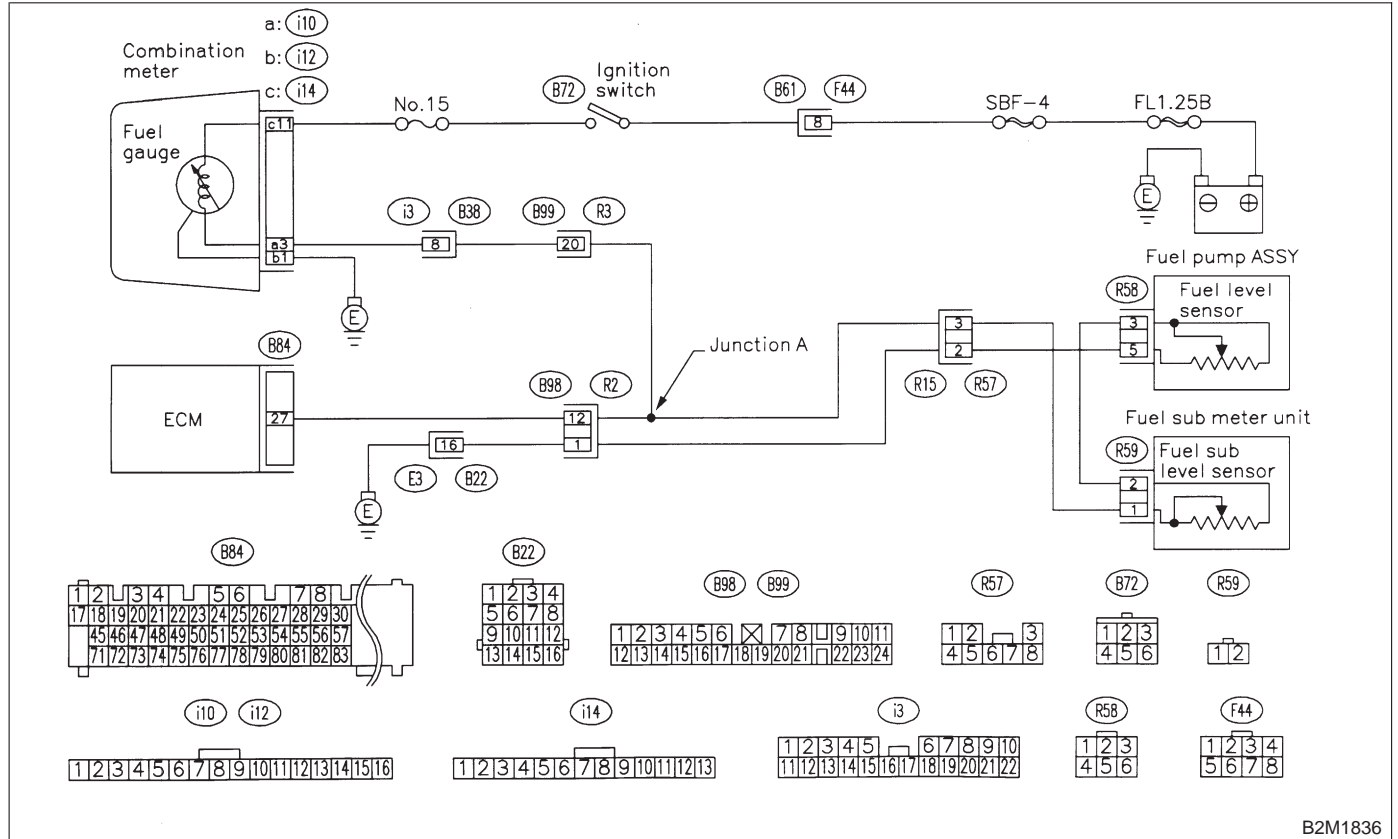 a: i10
Combination meter
b: i12
c: i14
Fuel gauge
c11
No.15
B72
Ignition switch
B61
F44
8
SBF-4
FL1.25B
E
⊖ ⊕
i3
B38
B99
R3
a3
8
20
b1
E
Fuel pump ASSY
R58
Fuel level sensor
3
5
B84
Junction A
3
2
B98
R2
R15
R57
ECM
27
12
1
16
E3
B22
E
Fuel sub meter unit
R59
Fuel sub level sensor
2
1
B84
1 2 3 4 5 6 7 8
17 18 19 20 21 22 23 24 25 26 27 28 29 30
45 46 47 48 49 50 51 52 53 54 55 56 57
71 72 73 74 75 76 77 78 79 80 81 82 83
B22
1 2 3 4
5 6 7 8
9 10 11 12
13 14 15 16
B98 B99
1 2 3 4 5 6 7 8 9 10 11
12 13 14 15 16 17 18 19 20 21 22 23 24
R57
1 2 3
4 5 6 7 8
B72
1 2 3
4 5 6
R59
1 2
i10 i12
1 2 3 4 5 6 7 8 9 10 11 12 13 14 15 16
i14
1 2 3 4 5 6 7 8 9 10 11 12 13
i3
1 2 3 4 5 6 7 8 9 10
11 12 13 14 15 16 17 18 19 20 21 22
R58
1 2 3
4 5 6
F44
1 2 3 4
5 6 7 8
B2M1836